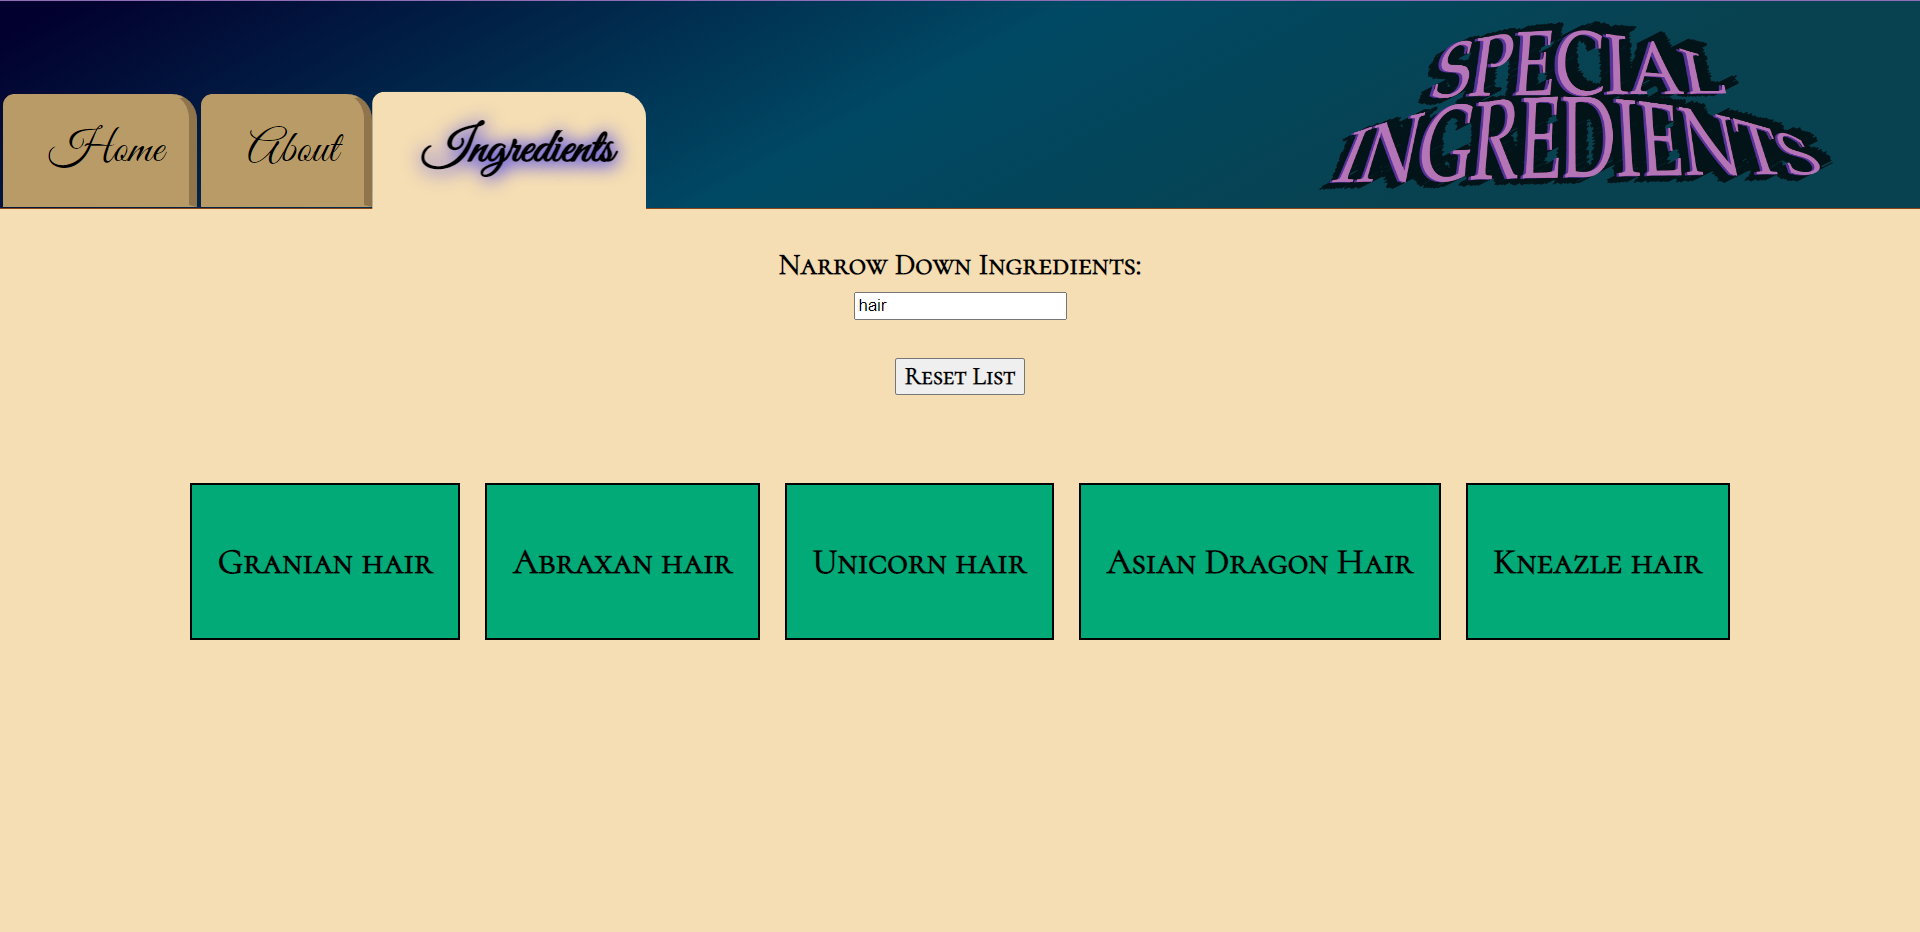 SPECIAL
INGREDIENTS
Home
About
Ingredients
Narrow Down Ingredients:
hair
Reset List
Granian hair
Abraxan hair
Unicorn hair
Asian Dragon Hair
Kneazle hair